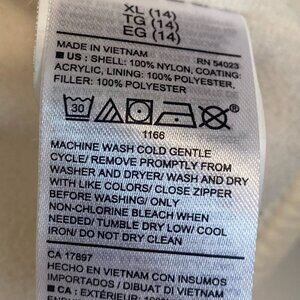 XL (14)
TG (14)
EG (14)
MADE IN VIETNAM RN 54023
US : SHELL: 100% NYLON, COATING:
ACRYLIC, LINING: 100% POLYESTER,
FILLER: 100% POLYESTER
30
1166
MACHINE WASH COLD GENTLE
CYCLE/ REMOVE PROMPTLY FROM
WASHER AND DRYER/ WASH AND DRY
WITH LIKE COLORS/ CLOSE ZIPPER
BEFORE WASHING/ ONLY
NON-CHLORINE BLEACH WHEN
NEEDED/ TUMBLE DRY LOW/ COOL
IRON/ DO NOT DRY CLEAN
CA 17897
HECHO EN VIETNAM CON INSUMOS
IMPORTADOS / DIBUAT DI VIETNAM
CA : EXTÉRIEUR: 100%